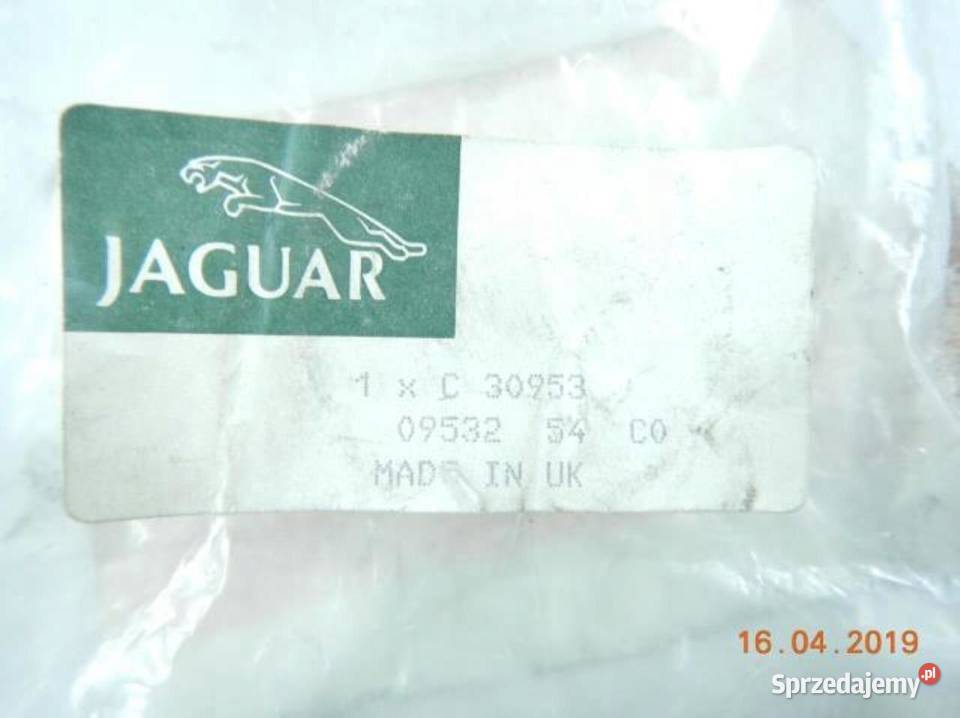 JAGUAR
1 x C 30953
09532 54 C0
MADE IN UK
16.04.2019
Sprzedajemy.pl